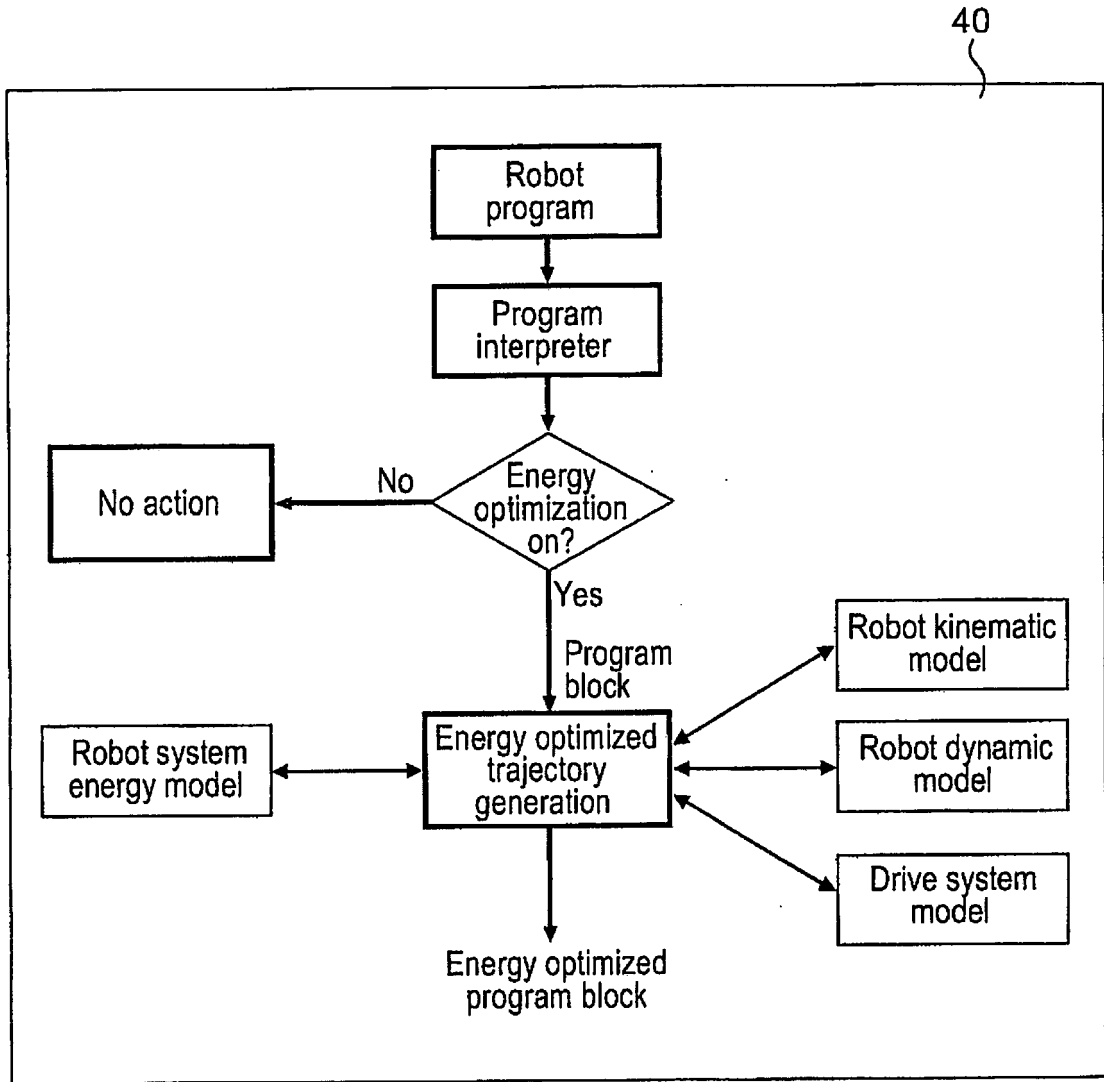 40
Robot
program
Program
interpreter
Energy
optimization
on?
No
No action
Yes
Program
block
Robot kinematic
model
Robot system
energy model
Energy optimized
trajectory
generation
Robot dynamic
model
Drive system
model
Energy optimized
program block